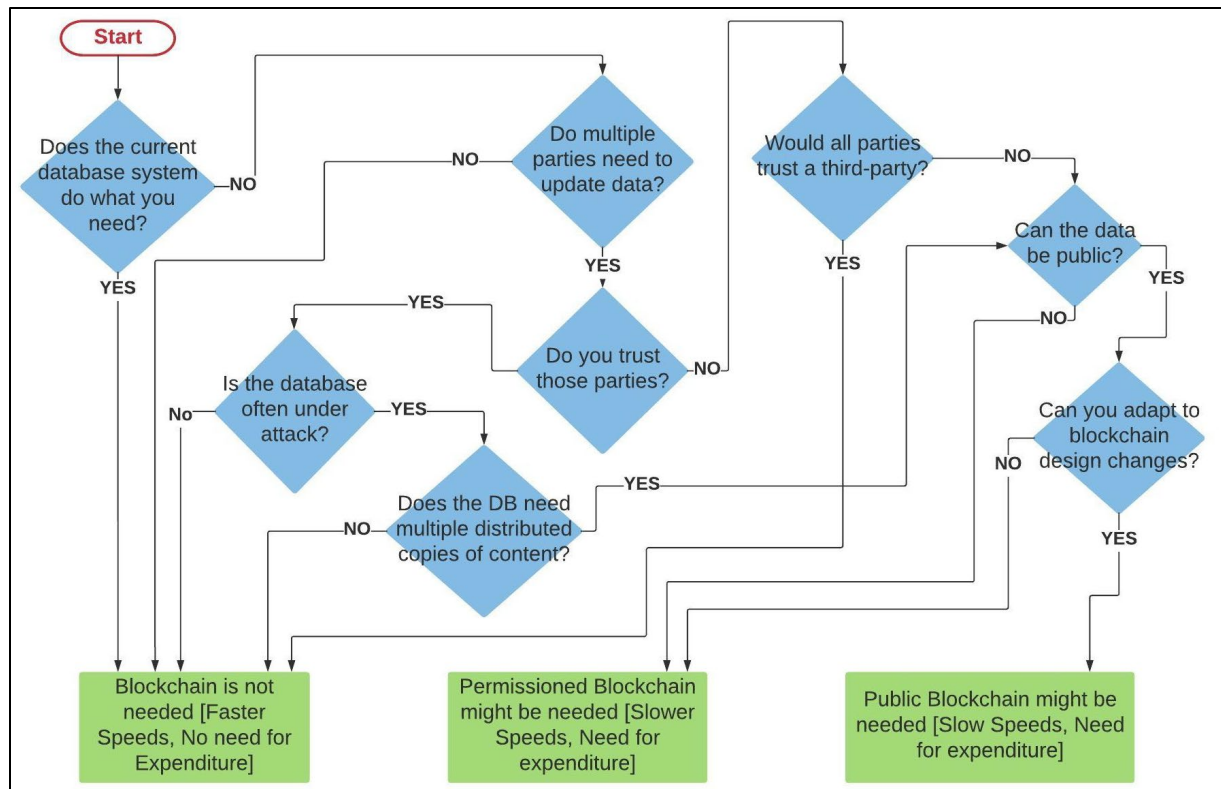 Start
Does the current
database system
do what you
need?
NO
YES
Do multiple
parties need to
update data?
NO
YES
Would all parties
trust a third-party?
NO
YES
Can the data
be public?
YES
NO
Do you trust
those parties?
YES
NO
Is the database
often under
attack?
No
YES
Can you adapt to
blockchain
design changes?
NO
YES
Does the DB need
multiple distributed
copies of content?
NO
YES
Blockchain is not
needed [Faster
Speeds, No need for
Expenditure]
Permissioned Blockchain
might be needed [Slower
Speeds, Need for
expenditure]
Public Blockchain might be
needed [Slow Speeds, Need
for expenditure]